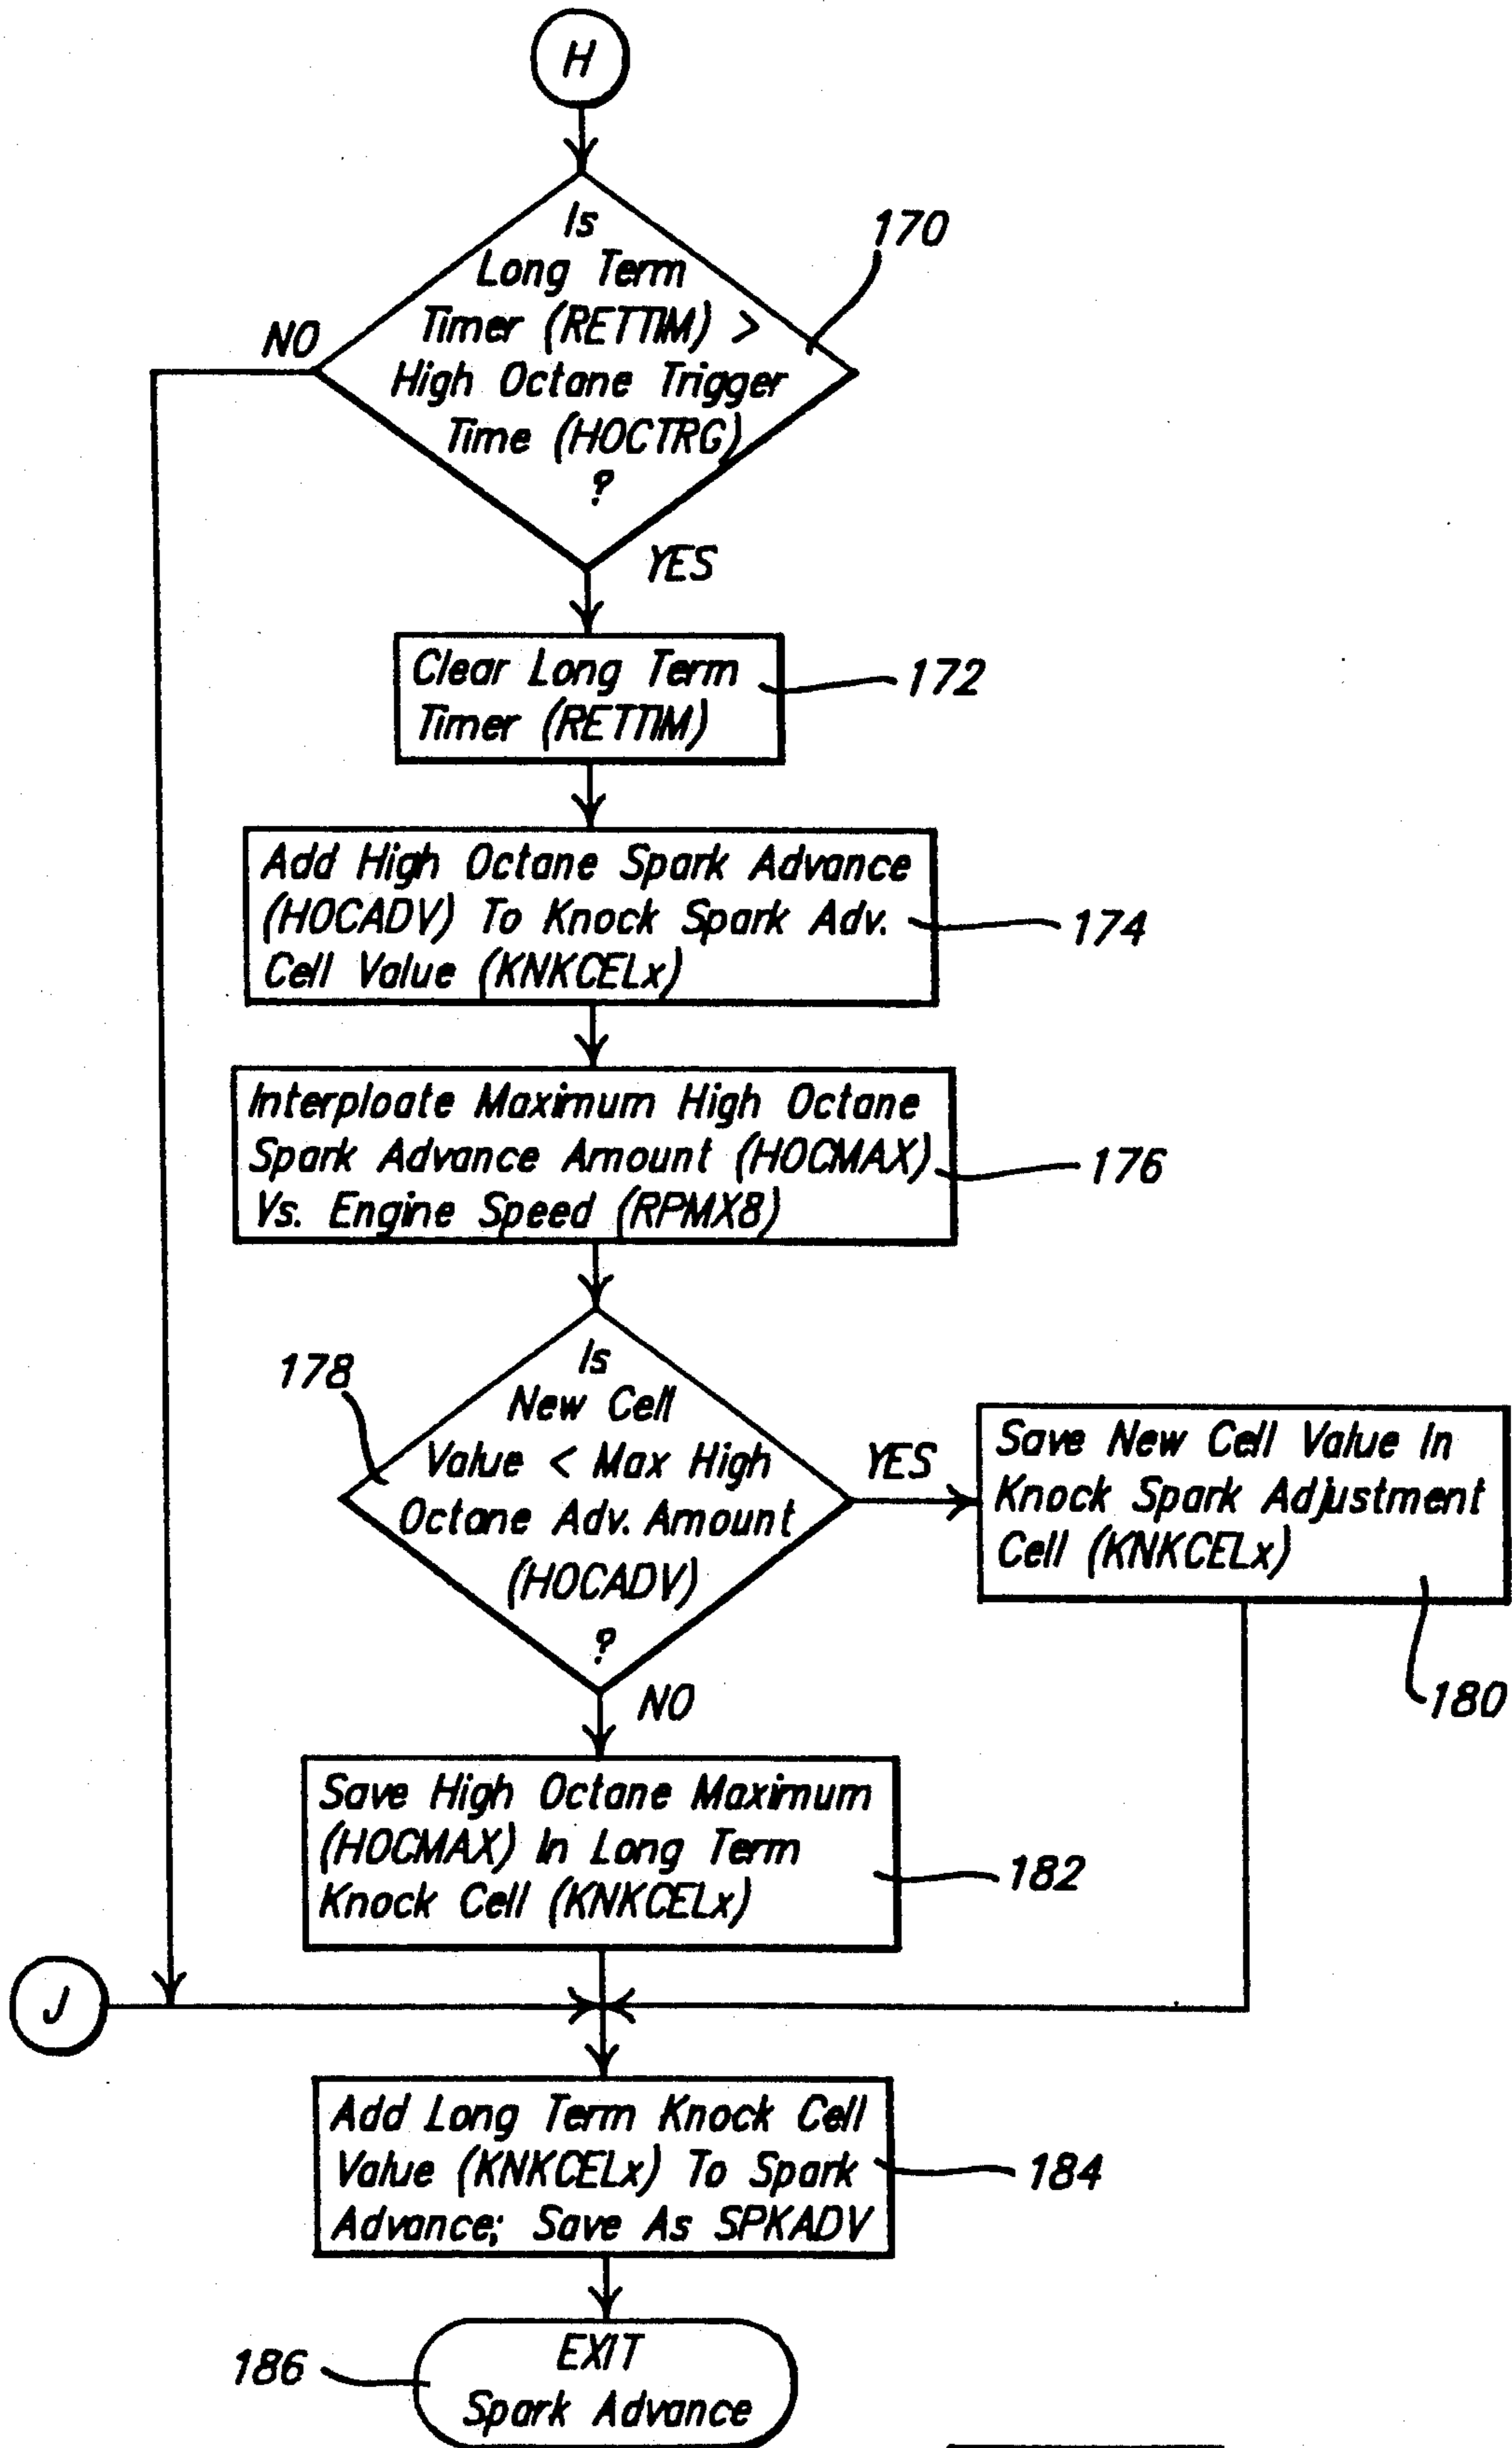 H
Is
Long Term
Timer (RETTIM) >
High Octane Trigger
Time (HOCTRG)
?
170
NO
YES
Clear Long Term
Timer (RETTIM)
172
Add High Octane Spark Advance
(HOCADV) To Knock Spark Adv.
Cell Value (KNKCELx)
174
Interploate Maximum High Octane
Spark Advance Amount (HOCMAX)
Vs. Engine Speed (RPMX8)
176
178
Is
New Cell
Value < Max High
Octane Adv. Amount
(HOCADV)
?
YES
Save New Cell Value In
Knock Spark Adjustment
Cell (KNKCELx)
180
NO
Save High Octane Maximum
(HOCMAX) In Long Term
Knock Cell (KNKCELx)
182
J
Add Long Term Knock Cell
Value (KNKCELx) To Spark
Advance; Save As SPKADV
184
186
EXIT
Spark Advance